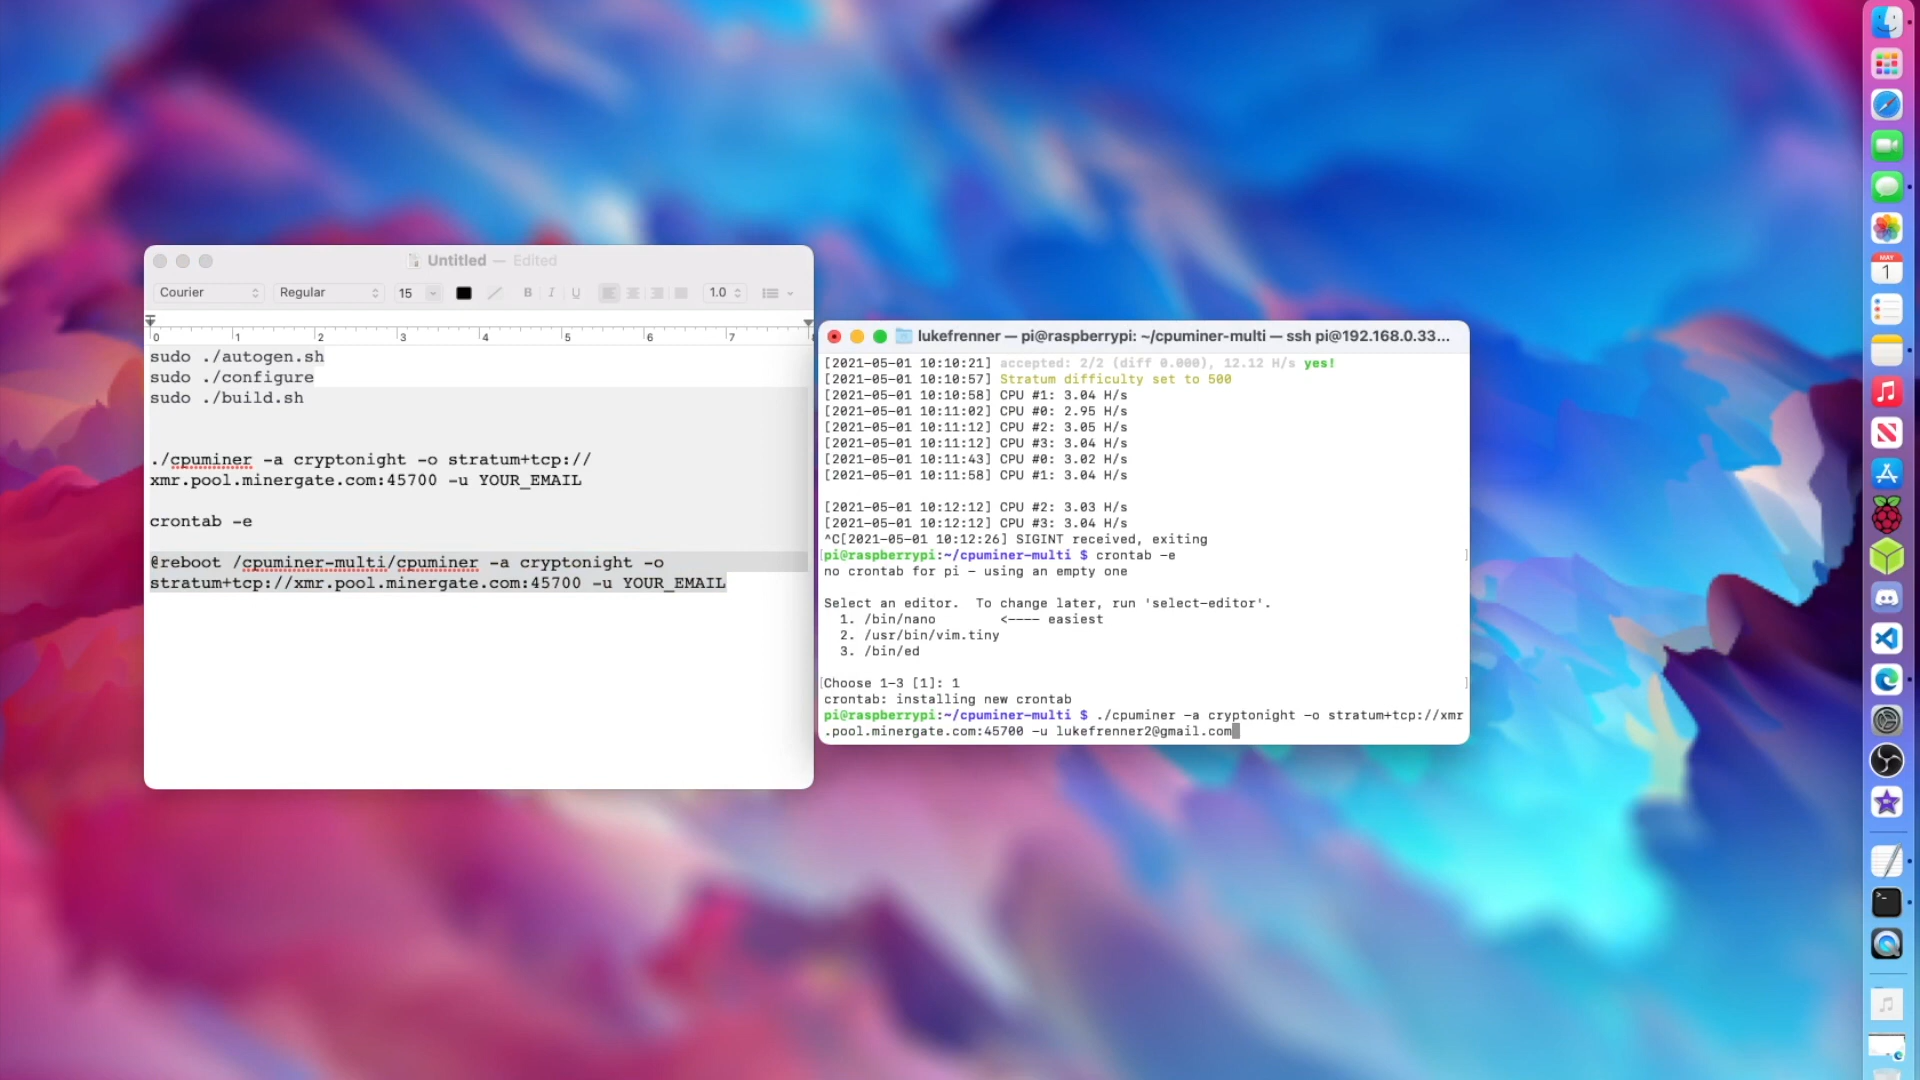 Untitled — Edited
Courier Regular 15 B I U 1.0
0 1 2 3 4 5 6 7 8
sudo ./autogen.sh
sudo ./configure
sudo ./build.sh
./cpuminer -a cryptonight -o stratum+tcp://
xmr.pool.minergate.com:45700 -u YOUR_EMAIL
crontab -e
@reboot /cpuminer-multi/cpuminer -a cryptonight -o
stratum+tcp://xmr.pool.minergate.com:45700 -u YOUR_EMAIL
lukefrenner — pi@raspberrypi: ~/cpuminer-multi — ssh pi@192.168.0.33...
[2021-05-01 10:10:21] accepted: 2/2 (diff 0.000), 12.12 H/s yes!
[2021-05-01 10:10:57] Stratum difficulty set to 500
[2021-05-01 10:10:58] CPU #1: 3.04 H/s
[2021-05-01 10:11:02] CPU #0: 2.95 H/s
[2021-05-01 10:11:12] CPU #2: 3.05 H/s
[2021-05-01 10:11:12] CPU #3: 3.04 H/s
[2021-05-01 10:11:43] CPU #0: 3.02 H/s
[2021-05-01 10:11:58] CPU #1: 3.04 H/s
[2021-05-01 10:12:12] CPU #2: 3.03 H/s
[2021-05-01 10:12:12] CPU #3: 3.04 H/s
^C[2021-05-01 10:12:26] SIGINT received, exiting
[pi@raspberrypi:~/cpuminer-multi $ crontab -e ]
no crontab for pi - using an empty one
Select an editor.  To change later, run 'select-editor'.
1. /bin/nano        <---- easiest
2. /usr/bin/vim.tiny
3. /bin/ed
[Choose 1-3 [1]: 1 ]
crontab: installing new crontab
pi@raspberrypi:~/cpuminer-multi $ ./cpuminer -a cryptonight -o stratum+tcp://xmr
.pool.minergate.com:45700 -u lukefrenner2@gmail.com
MAY
1